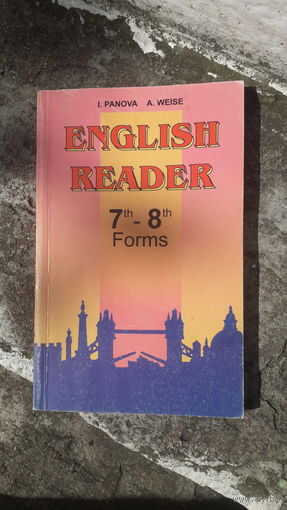 I. PANOVA A. WEISE
ENGLISH
READER
7th - 8th
Forms